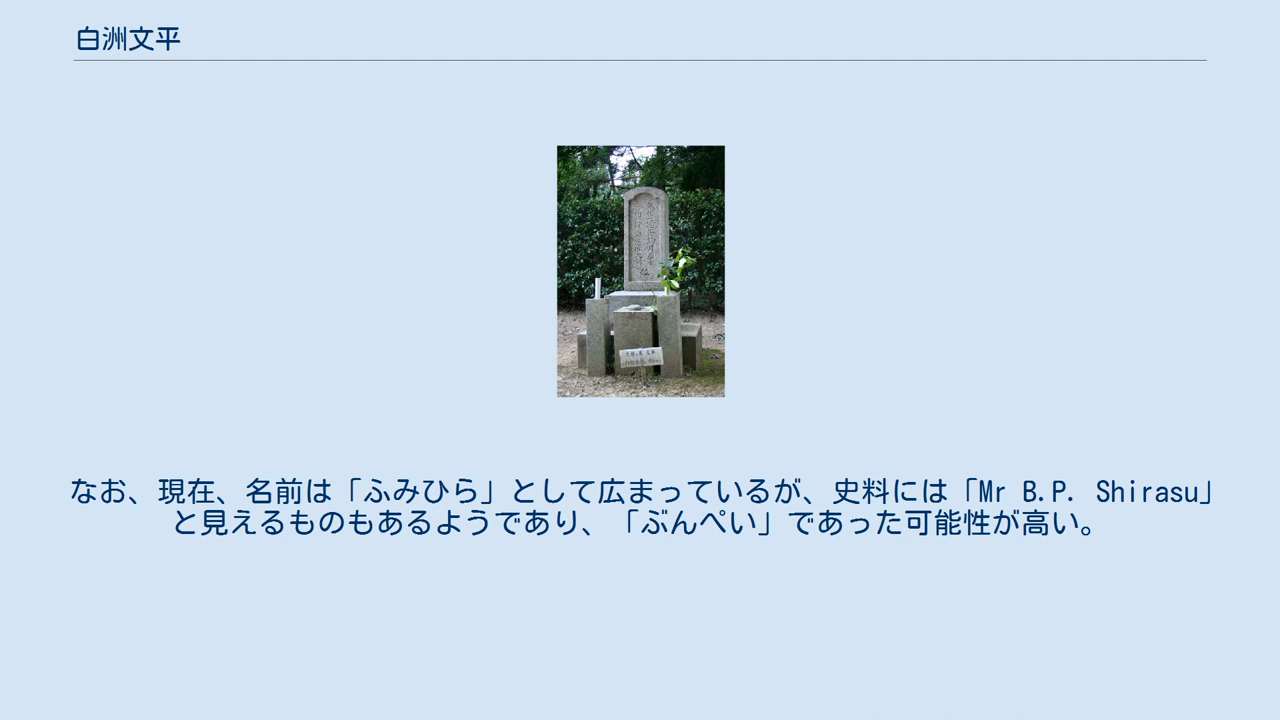 白洲文平
なお、現在、名前は「ふみひら」として広まっているが、史料には「Mr B.P. Shirasu」
と見えるものもあるようであり、「ぶんぺい」であった可能性が高い。